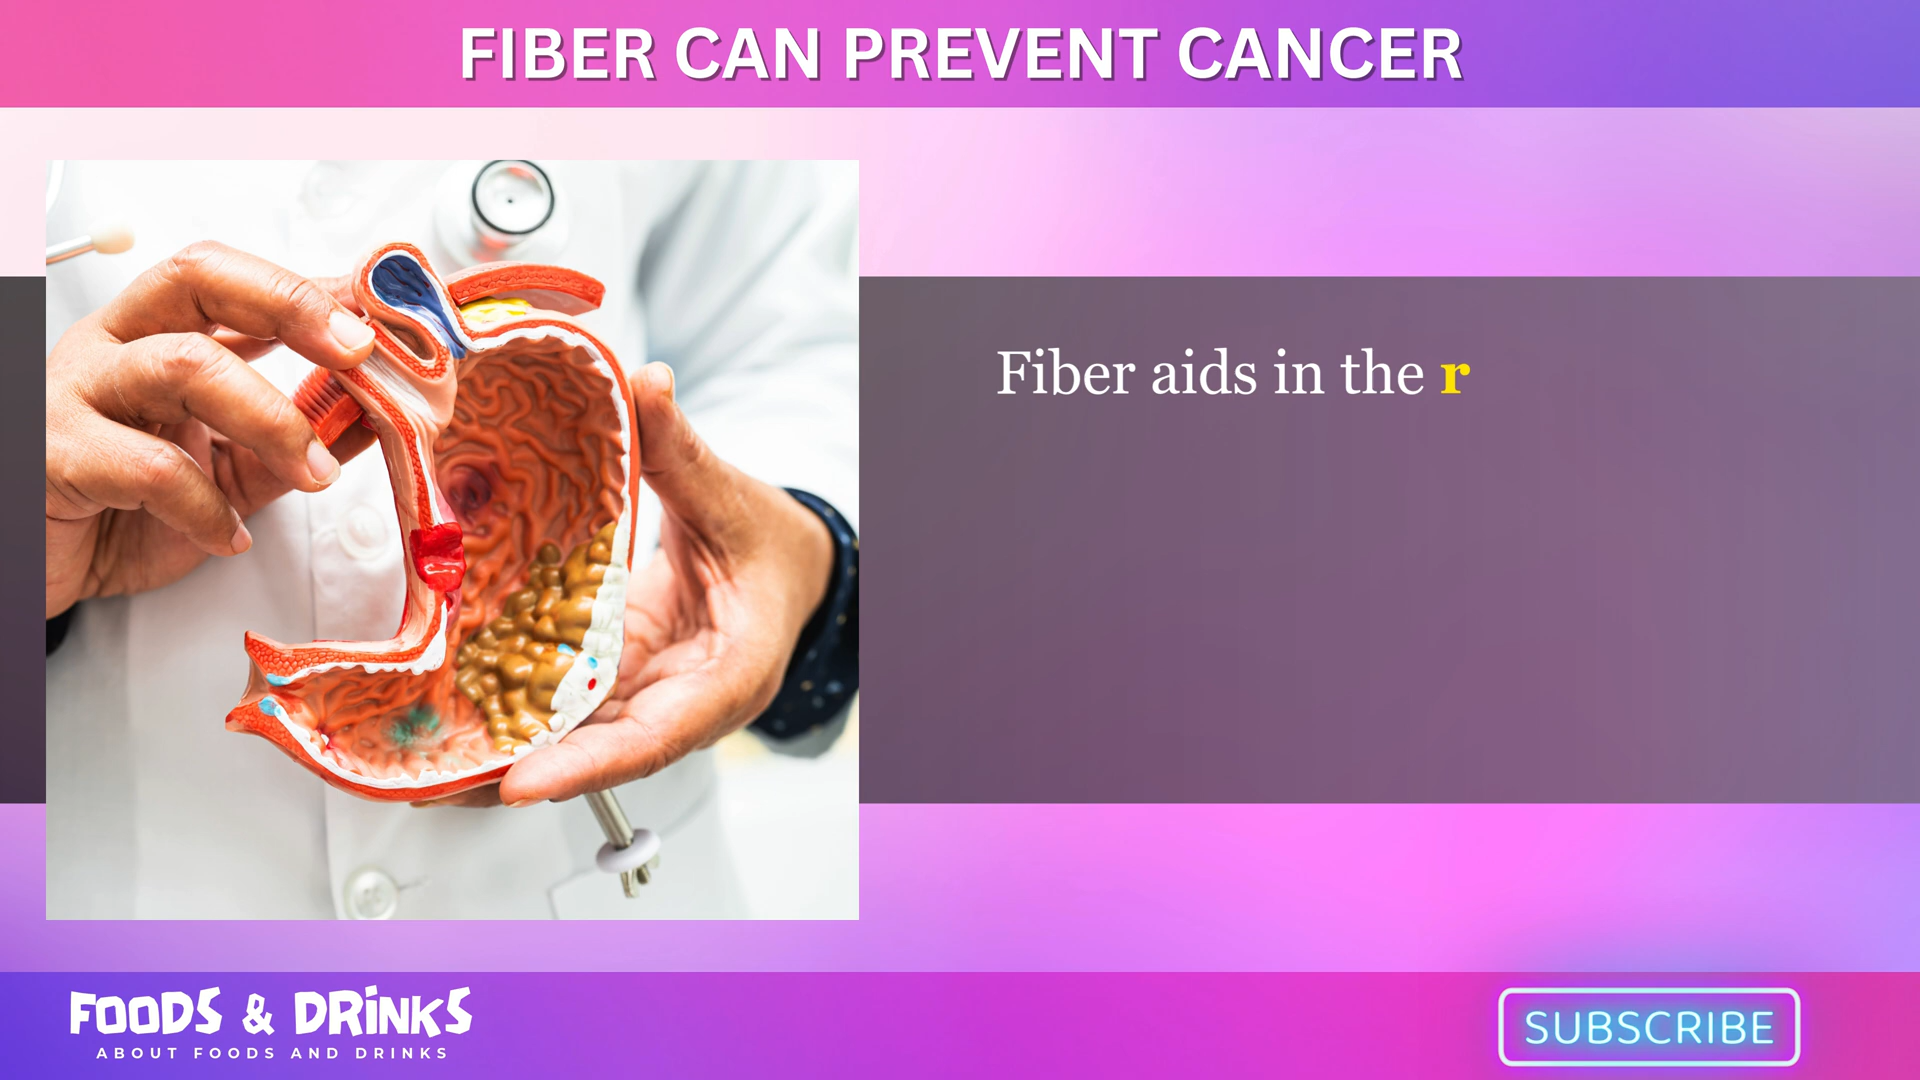 FIBER CAN PREVENT CANCER
Fiber aids in the r
FOODS & DRiNKS
ABOUT FOODS AND DRINKS
SUBSCRIBE